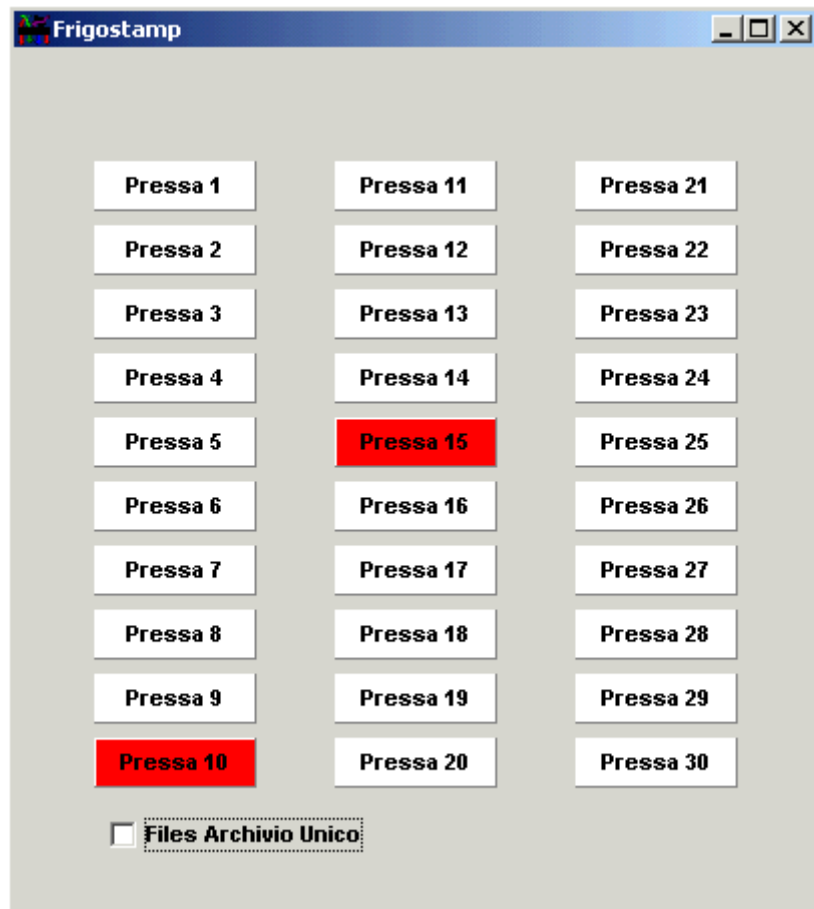 Frigostamp
Pressa 1
Pressa 2
Pressa 3
Pressa 4
Pressa 5
Pressa 6
Pressa 7
Pressa 8
Pressa 9
Pressa 10
Pressa 11
Pressa 12
Pressa 13
Pressa 14
Pressa 15
Pressa 16
Pressa 17
Pressa 18
Pressa 19
Pressa 20
Pressa 21
Pressa 22
Pressa 23
Pressa 24
Pressa 25
Pressa 26
Pressa 27
Pressa 28
Pressa 29
Pressa 30
Files Archivio Unico